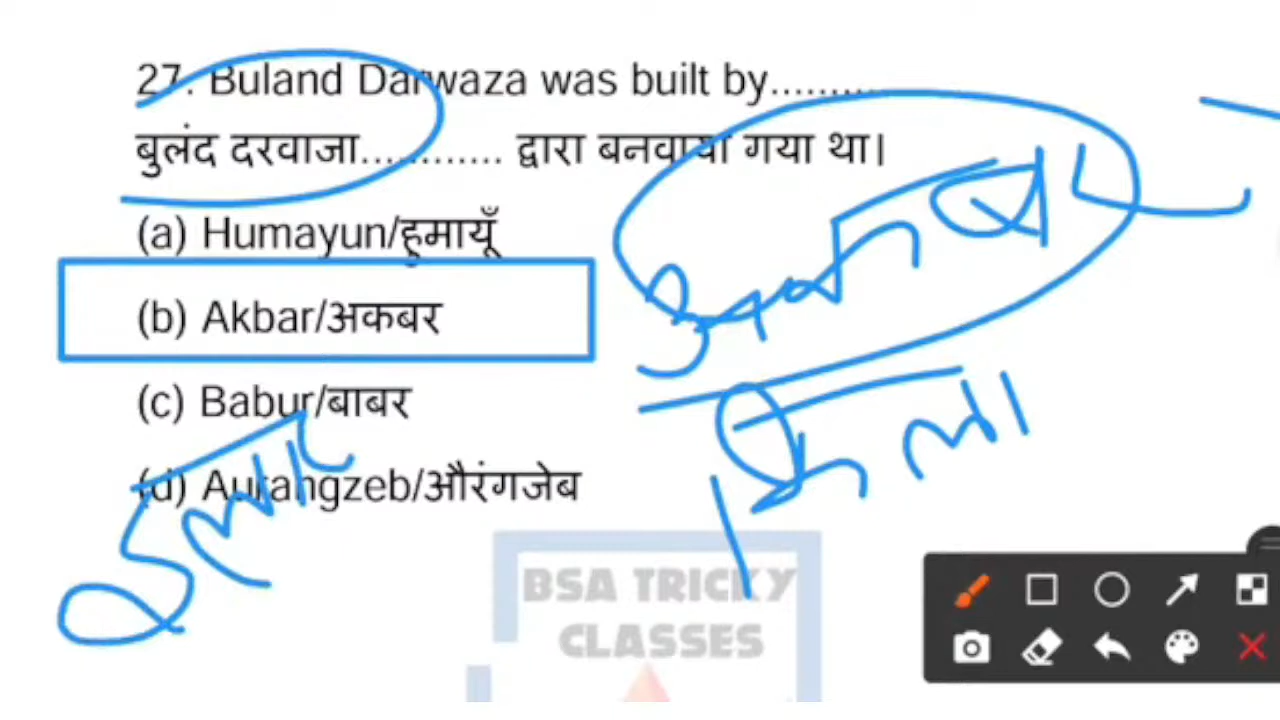 27. Buland Darwaza was built by............
बुलंद दरवाजा............ द्वारा बनवाया गया था।
(a) Humayun/हुमायूँ
(b) Akbar/अकबर
(c) Babur/बाबर
(d) Aurangzeb/औरंगजेब
किला
BSA TRICKY
CLASSES